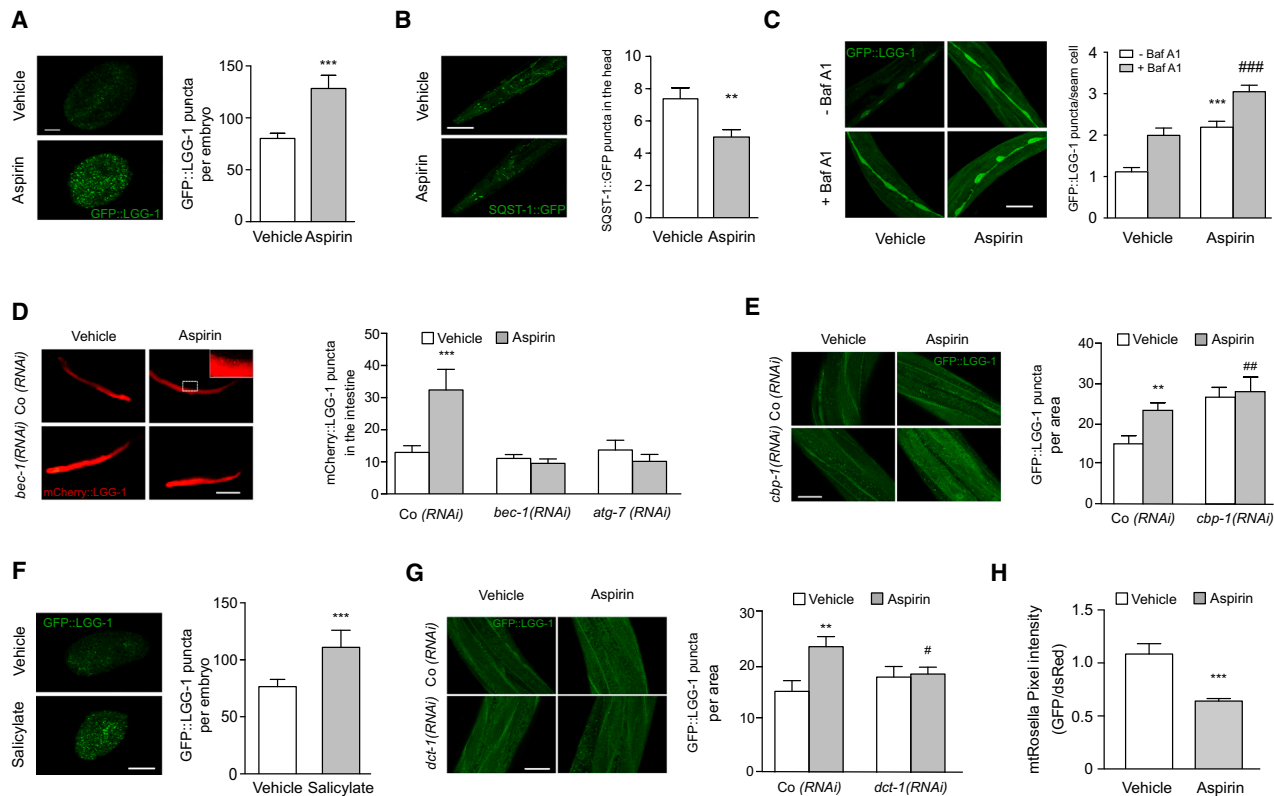 A
Vehicle
Aspirin
GFP::LGG-1
GFP::LGG-1 puncta
per embryo
150
100
50
0
***
Vehicle Aspirin
B
Vehicle
Aspirin
SQST-1::GFP
SQST-1::GFP puncta in the head
10
8
6
4
2
0
**
Vehicle Aspirin
C
GFP::LGG-1
- Baf A1
+ Baf A1
Vehicle
Aspirin
GFP::LGG-1 puncta/seam cell
4
3
2
1
0
- Baf A1
+ Baf A1
***
###
Vehicle
Aspirin
D
Vehicle
Aspirin
Co (RNAi)
bec-1(RNAi)
mCherry::LGG-1
mCherry::LGG-1 puncta
in the intestine
50
40
30
20
10
0
Vehicle
Aspirin
***
Co (RNAi)
bec-1(RNAi)
atg-7 (RNAi)
E
Vehicle
Aspirin
GFP::LGG-1
Co (RNAi)
cbp-1(RNAi)
GFP::LGG-1 puncta
per area
40
30
20
10
0
Vehicle
Aspirin
**
##
Co (RNAi)
cbp-1(RNAi)
F
GFP::LGG-1
Vehicle
Salicylate
GFP::LGG-1 puncta
per embryo
150
100
50
0
***
Vehicle Salicylate
G
Vehicle
Aspirin
GFP::LGG-1
Co (RNAi)
dct-1(RNAi)
GFP::LGG-1 puncta
per area
30
20
10
0
Vehicle
Aspirin
**
#
Co (RNAi)
dct-1(RNAi)
H
mtRosella Pixel intensity
(GFP/dsRed)
1.5
1.0
0.5
0.0
Vehicle
Aspirin
***
Vehicle
Aspirin